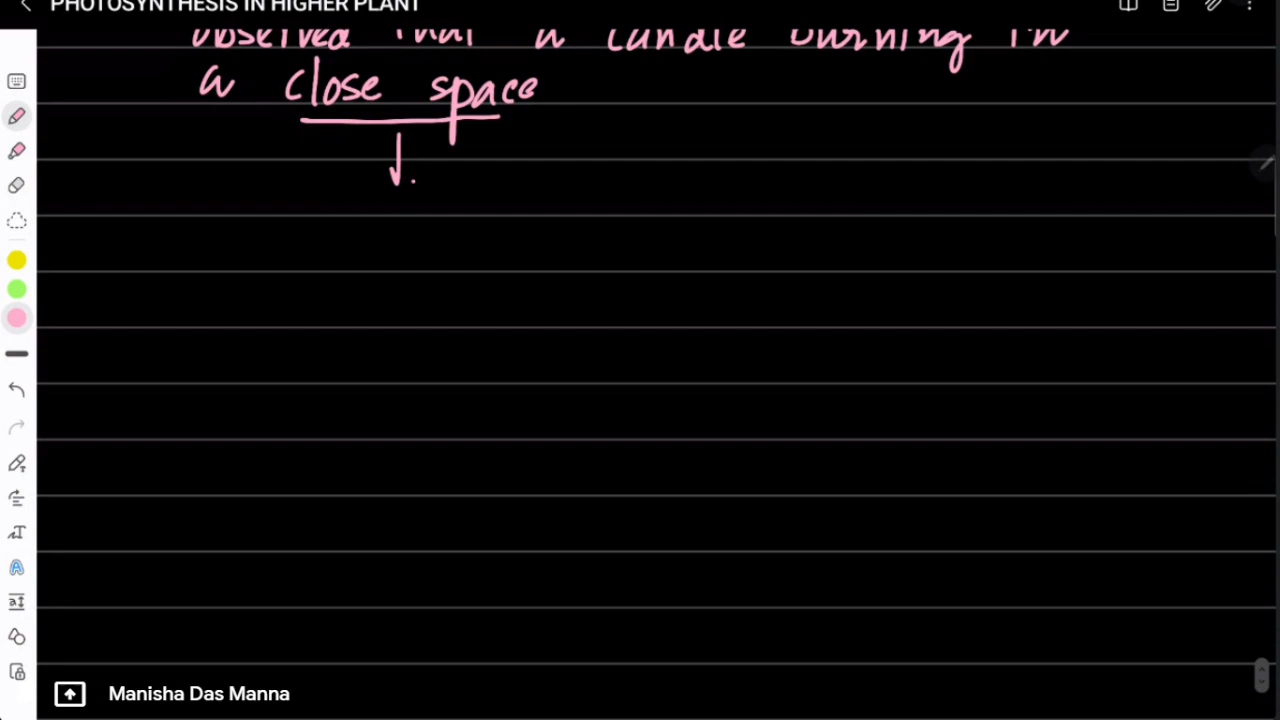 PHOTOSYNTHESIS IN HIGHER PLANT
observed that a candle burning in
a close space
Manisha Das Manna